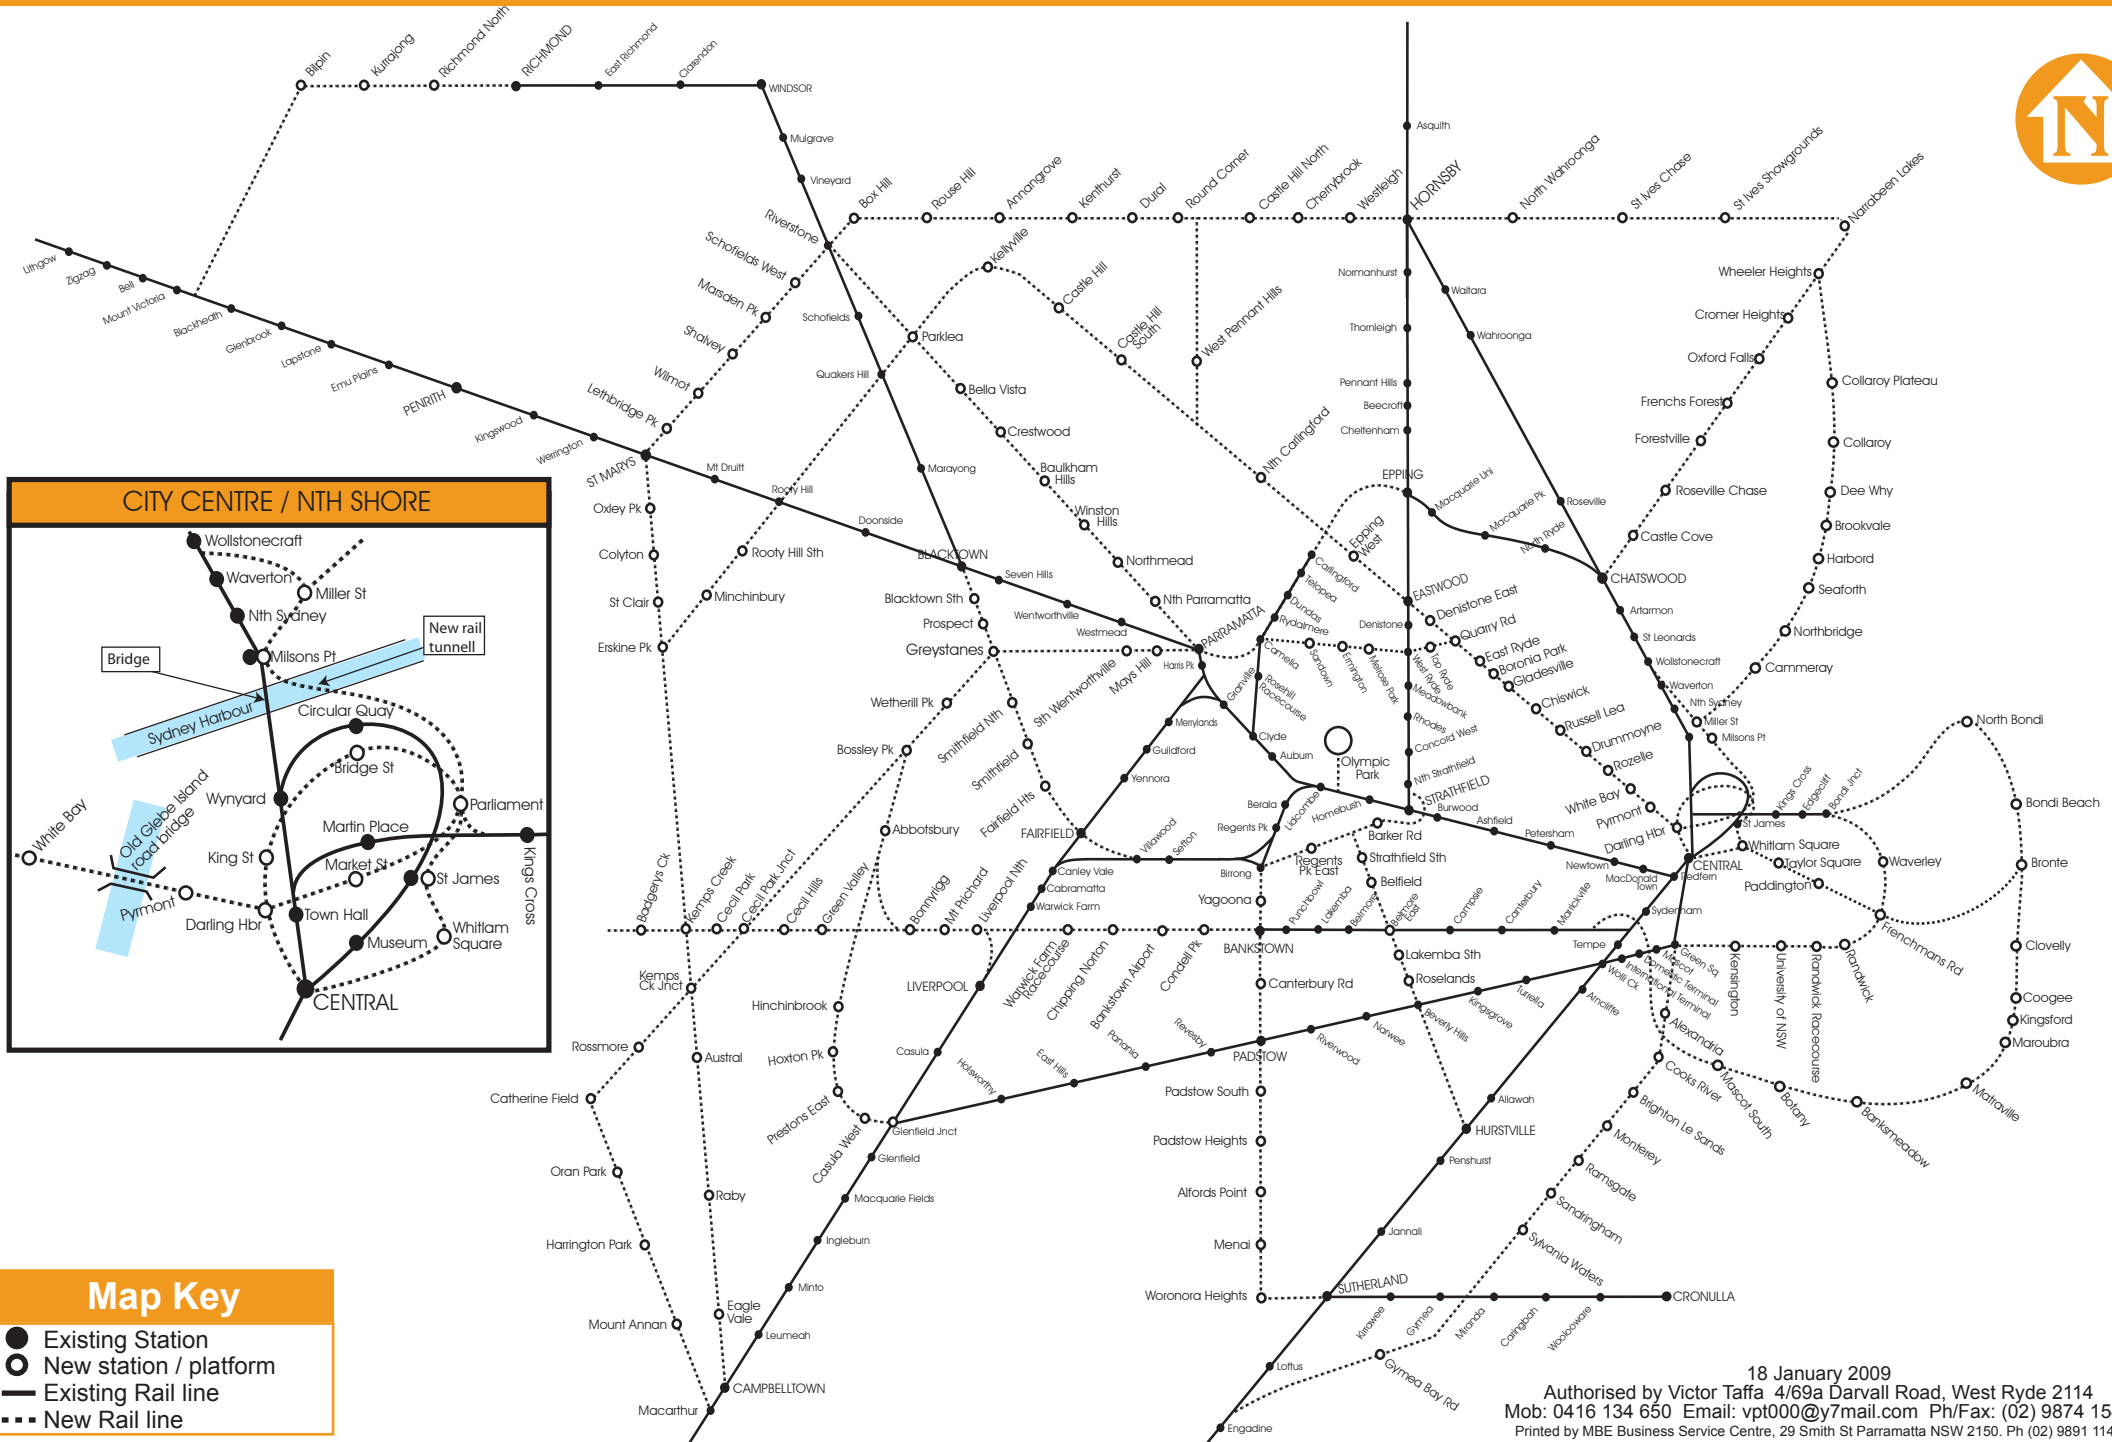 Bilpin
Kurrajong
Richmond North
RICHMOND
East Richmond
Clarendon
WINDSOR
Mulgrave
Vineyard
Riverstone
Box Hill
Rouse Hill
Annangrove
Kenthurst
Dural
Round Corner
Castle Hill North
Cherrybrook
Westleigh
HORNSBY
Asquith
North Wahroonga
St Ives Chase
St Ives Showgrounds
Narrabeen Lakes
N
Lithgow
Zigzag
Bell
Mount Victoria
Blackheath
Glenbrook
Lapstone
Emu Plains
PENRITH
Kingswood
Werrington
ST MARYS
Mt Druitt
Rooty Hill
Doonside
BLACKTOWN
Seven Hills
Wentworthville
Westmead
PARRAMATTA
Schofields West
Marsden Pk
Shalvey
Wilmot
Lethbridge Pk
Schofields
Quakers Hill
Marayong
Kellyville
Castle Hill
Castle Hill
South
West Pennant Hills
Nth Carlingford
Parklea
Bella Vista
Crestwood
Baulkham
Hills
Winston
Hills
Northmead
Nth Parramatta
Normanhurst
Thornleigh
Pennant Hills
Beecroft
Cheltenham
EPPING
Waitara
Wahroonga
Roseville
Macquarie Uni
Macquarie Pk
North Ryde
CHATSWOOD
Wheeler Heights
Cromer Heights
Oxford Falls
Frenchs Forest
Forestville
Roseville Chase
Castle Cove
Collaroy Plateau
Collaroy
Dee Why
Brookvale
Harbord
Seaforth
Northbridge
Cammeray
Artarmon
St Leonards
Wollstonecraft
Waverton
Nth Sydney
Miller St
Milsons Pt
Oxley Pk
Colyton
St Clair
Erskine Pk
Rooty Hill Sth
Minchinbury
Blacktown Sth
Prospect
Greystanes
Sth Wentworthville
Mays Hill
Harris Pk
Granville
Wetherill Pk
Bossley Pk
Abbotsbury
Smithfield Nth
Smithfield
Fairfield Hts
FAIRFIELD
Merrylands
Guildford
Yennora
Epping
West
Carlingford
Telopea
Dundas
Rydalmere
Camelia
Rosehill
Racecourse
Clyde
Auburn
Sandown
Ermington
Melrose Park
EASTWOOD
Denistone
West Ryde
Meadowbank
Rhodes
Concold West
Nth Strathfield
STRATHFIELD
Top Ryde
Denistone East
Quarry Rd
East Ryde
Boronia Park
Gladesville
Chiswick
Russell Lea
Drummoyne
Rozelle
White Bay
Pyrmont
Darling Hbr
Olympic
Park
Lidcombe
Homebush
Berala
Regents Pk
Birrong
Regents
Pk East
Barker Rd
Strathfield Sth
Belfield
Burwood
Ashfield
Petersham
Newtown
MacDonald
Town
Redfern
CENTRAL
St James
Kings Cross
Edgecliff
Bondi Jnct
North Bondi
Bondi Beach
Bronte
Clovelly
Coogee
Kingsford
Maroubra
Matraville
Banksmeadow
Botany
Mascot South
Whitlam Square
Taylor Square
Paddington
Waverley
Frenchmans Rd
Randwick
Randwick Racecourse
University of NSW
Kensington
Green Sq
Mascot
Domestic Terminal
International Terminal
Wolli Ck
Tempe
Sydenham
Villawood
Sefton
Canley Vale
Cabramatta
Warwick Farm
Yagoona
BANKSTOWN
Punchbowl
Lakemba
Belmore
Belmore
East
Campsie
Canterbury
Marrickville
Badgerys Ck
Kemps Creek
Cecil Park
Cecil Park Jnct
Cecil Hills
Green Valley
Bonnyrigg
Mt Pritchard
Liverpool Nth
Warwick Farm
Racecourse
Chipping Norton
Bankstown Airport
Condell Pk
Kemps
Ck Jnct
Hinchinbrook
Hoxton Pk
Prestons East
Casula West
LIVERPOOL
Casula
Glenfield Jnct
Glenfield
Macquarie Fields
Ingleburn
Minto
Leumeah
CAMPBELLTOWN
Macarthur
Rossmore
Catherine Field
Oran Park
Harrington Park
Mount Annan
Austral
Raby
Eagle
Vale
Holsworthy
East Hills
Panania
Revesby
PADSTOW
Riverwood
Narwee
Beverly Hills
Kingsgrove
Turrella
Arncliffe
Lakemba Sth
Roselands
Canterbury Rd
Padstow South
Padstow Heights
Alfords Point
Menai
Woronora Heights
Allawah
HURSTVILLE
Penshurst
Jannali
SUTHERLAND
Loftus
Engadine
Kirrawee
Gymea
Miranda
Caringbah
Woolooware
CRONULLA
Gymea Bay Rd
Alexandria
Cooks River
Brighton Le Sands
Monterey
Ramsgate
Sandringham
Sylvania Waters
CITY CENTRE / NTH SHORE
Wollstonecraft
Waverton
Miller St
Nth Sydney
Milsons Pt
Bridge
New rail
tunnel
Sydney Harbour
Circular Quay
Bridge St
Wynyard
Parliament
Martin Place
King St
Market St
St James
Kings Cross
White Bay
Old Glebe Island
road bridge
Pyrmont
Darling Hbr
Town Hall
Museum
Whitlam
Square
CENTRAL
Map Key
Existing Station
New station / platform
Existing Rail line
New Rail line
18 January 2009
Authorised by Victor Taffa 4/69a Darvall Road, West Ryde 2114
Mob: 0416 134 650 Email: vpt000@y7mail.com Ph/Fax: (02) 9874 15
Printed by MBE Business Service Centre, 29 Smith St Parramatta NSW 2150. Ph (02) 9891 114